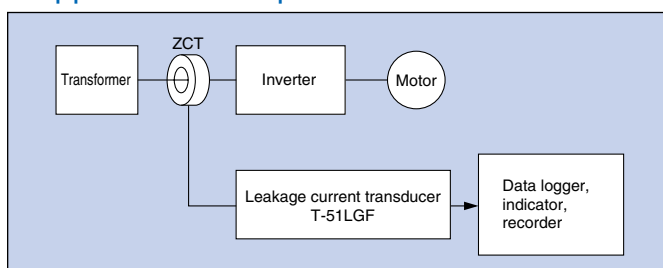 ZCT
Transformer
Inverter
Motor
Leakage current transducer
T-51LGF
Data logger,
indicator,
recorder